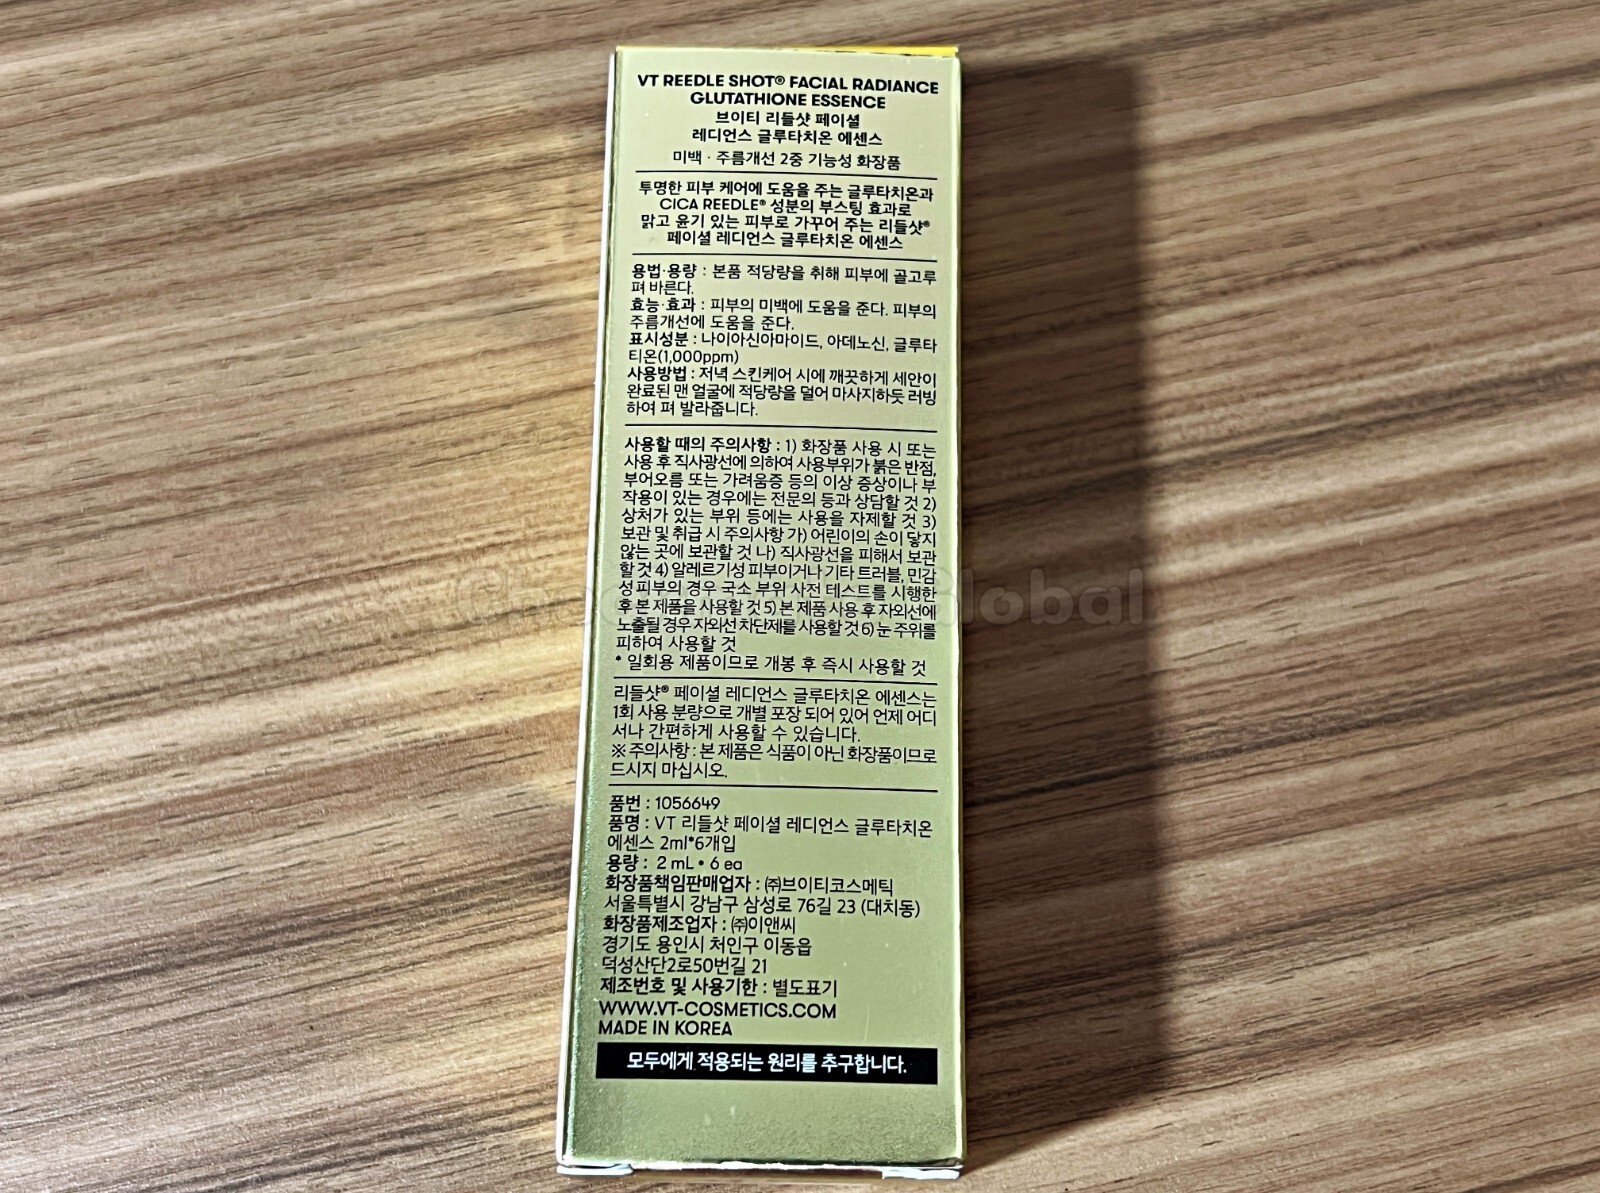 VT REEDLE SHOT® FACIAL RADIANCE
GLUTATHIONE ESSENCE
브이티 리들샷 페이셜
레디언스 글루타치온 에센스
미백 · 주름개선 2중 기능성 화장품
투명한 피부 케어에 도움을 주는 글루타치온과
CICA REEDLE® 성분의 부스팅 효과로
맑고 윤기 있는 피부로 가꾸어 주는 리들샷®
페이셜 레디언스 글루타치온 에센스
용법·용량 : 본품 적당량을 취해 피부에 골고루
펴 바른다.
효능·효과 : 피부의 미백에 도움을 준다. 피부의
주름개선에 도움을 준다.
표시성분 : 나이아신아마이드, 아데노신, 글루타
티온(1,000ppm)
사용방법 : 저녁 스킨케어 시에 깨끗하게 세안이
완료된 맨 얼굴에 적당량을 덜어 마사지하듯 러빙
하여 펴 발라줍니다.
사용할 때의 주의사항 : 1) 화장품 사용 시 또는
사용 후 직사광선에 의하여 사용부위가 붉은 반점,
부어오름 또는 가려움증 등의 이상 증상이나 부
작용이 있는 경우에는 전문의 등과 상담할 것 2)
상처가 있는 부위 등에는 사용을 자제할 것 3)
보관 및 취급 시 주의사항 가) 어린이의 손이 닿지
않는 곳에 보관할 것 나) 직사광선을 피해서 보관
할 것 4) 알레르기성 피부이거나 기타 트러블, 민감
성 피부의 경우 국소 부위 사전 테스트를 시행한
후 본 제품을 사용할 것 5) 본 제품 사용 후 자외선에
노출될 경우 자외선 차단제를 사용할 것 6) 눈 주위를
피하여 사용할 것
* 일회용 제품이므로 개봉 후 즉시 사용할 것
리들샷® 페이셜 레디언스 글루타치온 에센스는
1회 사용 분량으로 개별 포장 되어 있어 언제 어디
서나 간편하게 사용할 수 있습니다.
※ 주의사항 : 본 제품은 식품이 아닌 화장품이므로
드시지 마십시오.
품번 : 1056649
품명 : VT 리들샷 페이셜 레디언스 글루타치온
에센스 2ml*6개입
용량 : 2 mL • 6 ea
화장품책임판매업자 : ㈜브이티코스메틱
서울특별시 강남구 삼성로 76길 23 (대치동)
화장품제조업자 : ㈜이앤씨
경기도 용인시 처인구 이동읍
덕성산단2로50번길 21
제조번호 및 사용기한 : 별도표기
WWW.VT-COSMETICS.COM
MADE IN KOREA
모두에게 적용되는 원리를 추구합니다.
Global